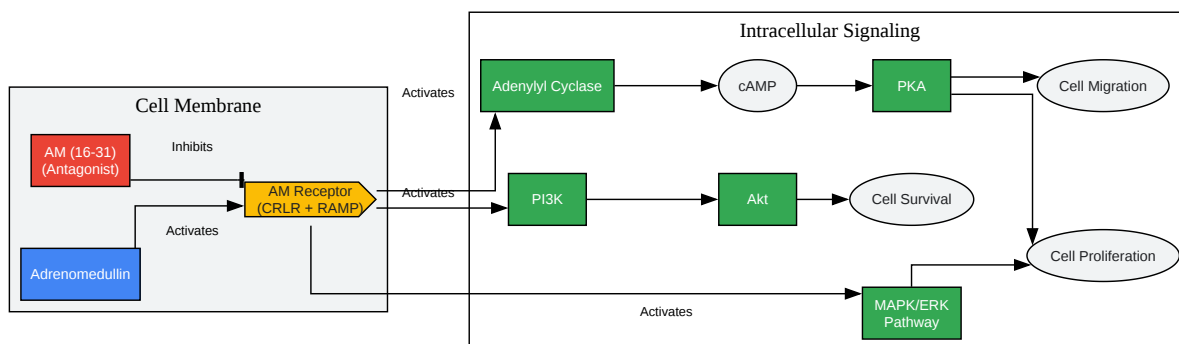 Intracellular Signaling
Cell Membrane
AM (16-31)
(Antagonist)
Inhibits
Adrenomedullin
Activates
AM Receptor
(CRLR + RAMP)
Activates
Adenylyl Cyclase
cAMP
PKA
Cell Migration
Activates
PI3K
Akt
Cell Survival
Activates
MAPK/ERK
Pathway
Cell Proliferation